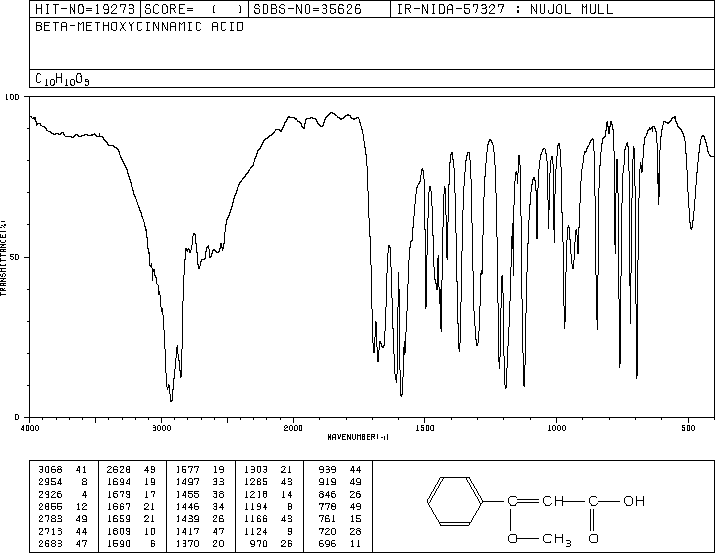 HIT-NO=19273 SCORE= ( ) SDBS-NO=35626 IR-NIDA-57327 : NUJOL MULL
BETA-METHOXYCINNAMIC ACID
C10H10O3
100
50
0
TRANSMITTANCE(%)
4000 3000 2000 1500 1000 500
WAVENUMBER(-1)
3068 41 2628 49 1577 19 1303 21 939 44
2954 8 1694 19 1497 33 1285 43 919 49
2926 4 1679 17 1455 38 1218 14 846 26
2855 12 1667 21 1446 34 1194 8 778 49
2783 49 1659 21 1439 26 1166 43 761 15
2713 44 1609 10 1417 47 1124 9 720 28
2683 47 1590 6 1370 20 970 26 696 11
C CH C OH
O CH3 O